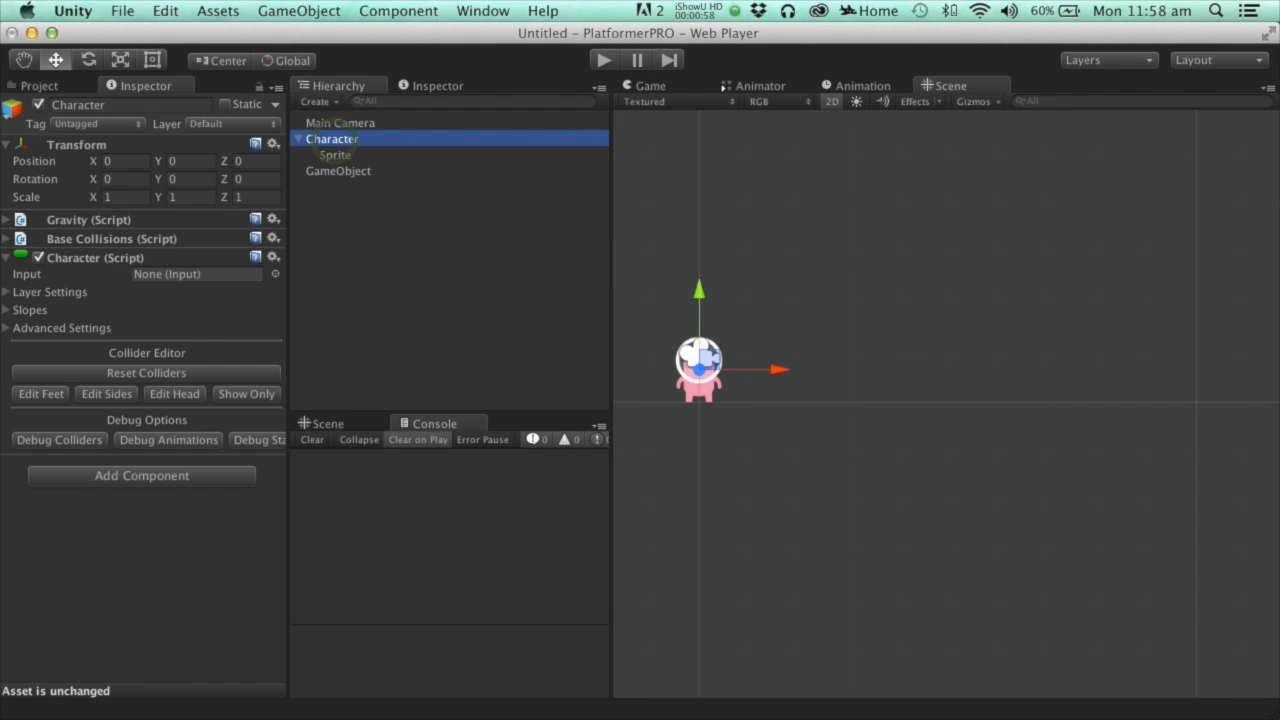 Unity File Edit Assets GameObject Component Window Help 2 iShowU HD 00:00:58 Home 60% Mon 11:58 am
Untitled - PlatformerPRO - Web Player
Center Global Layers Layout
Project Inspector Hierarchy Inspector Game Animator Animation Scene
Character Static
Create All
Textured RGB 2D Effects Gizmos All
Tag Untagged Layer Default
Main Camera
Character
Sprite
GameObject
Transform
Position X 0 Y 0 Z 0
Rotation X 0 Y 0 Z 0
Scale X 1 Y 1 Z 1
Gravity (Script)
Base Collisions (Script)
Character (Script)
Input None (Input)
Layer Settings
Slopes
Advanced Settings
Collider Editor
Reset Colliders
Edit Feet Edit Sides Edit Head Show Only
Debug Options
Debug Colliders Debug Animations Debug Sta
Add Component
Scene Console
Clear Collapse Clear on Play Error Pause 0 0
Asset is unchanged